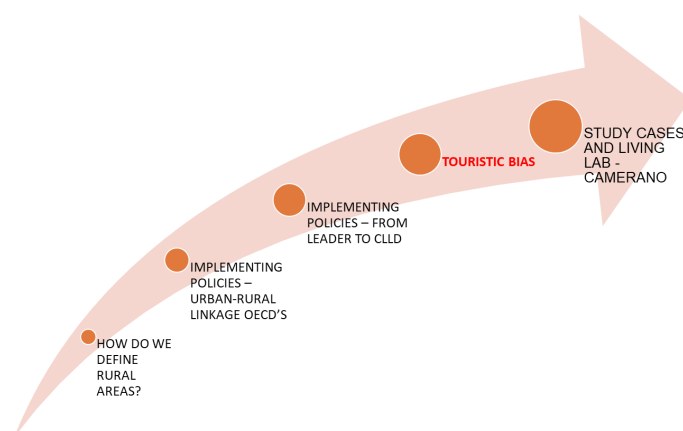 HOW DO WE
DEFINE
RURAL
AREAS?
IMPLEMENTING
POLICIES –
URBAN-RURAL
LINKAGE OECD'S
IMPLEMENTING
POLICIES – FROM
LEADER TO CLLD
TOURISTIC BIAS
STUDY CASES
AND LIVING
LAB -
CAMERANO